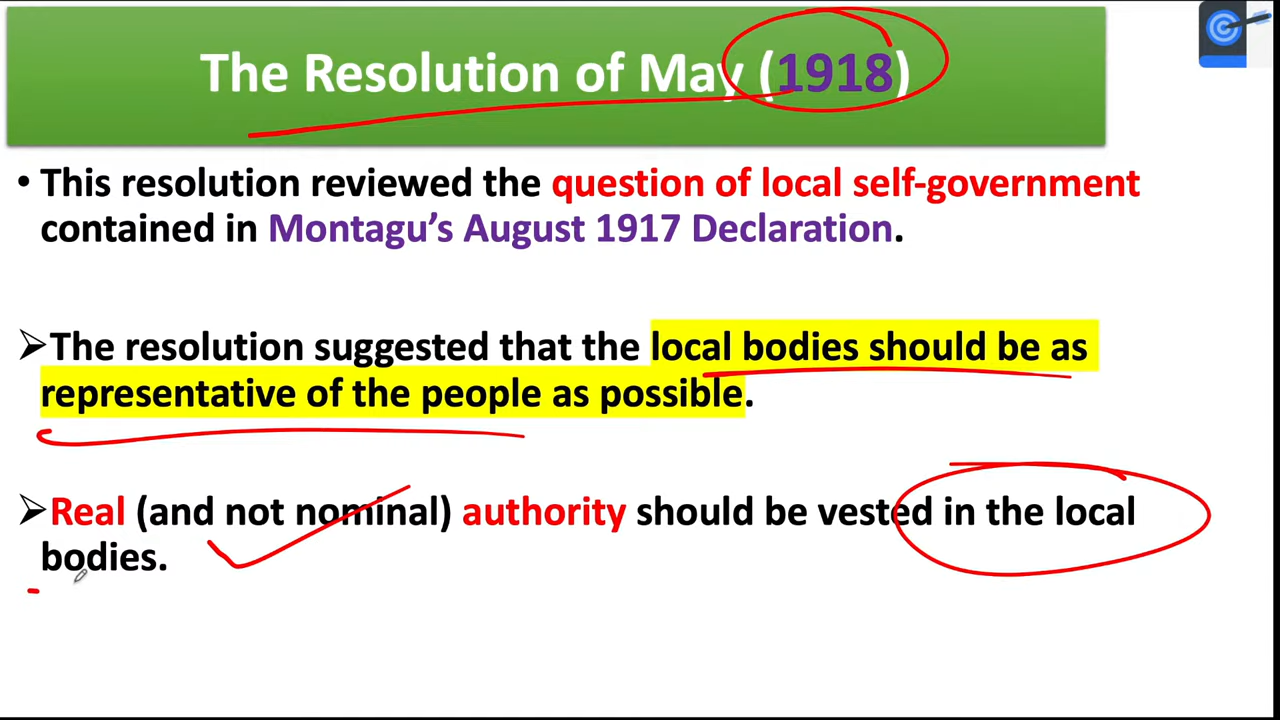 The Resolution of May (1918)
• This resolution reviewed the question of local self-government
contained in Montagu’s August 1917 Declaration.
➢The resolution suggested that the local bodies should be as
representative of the people as possible.
➢Real (and not nominal) authority should be vested in the local
bodies.